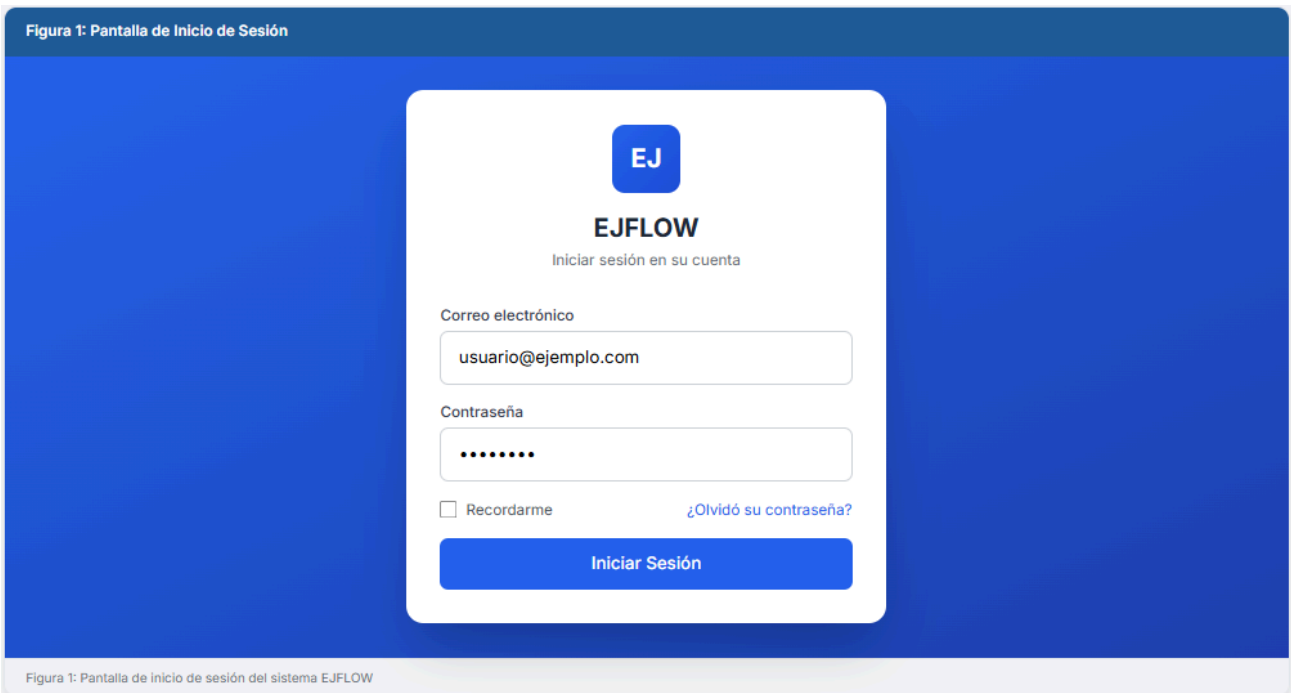 Figura 1: Pantalla de Inicio de Sesión
EJ
EJFLOW
Iniciar sesión en su cuenta
Correo electrónico
usuario@ejemplo.com
Contraseña
••••••••
Recordarme ¿Olvidó su contraseña?
Iniciar Sesión
Figura 1: Pantalla de inicio de sesión del sistema EJFLOW